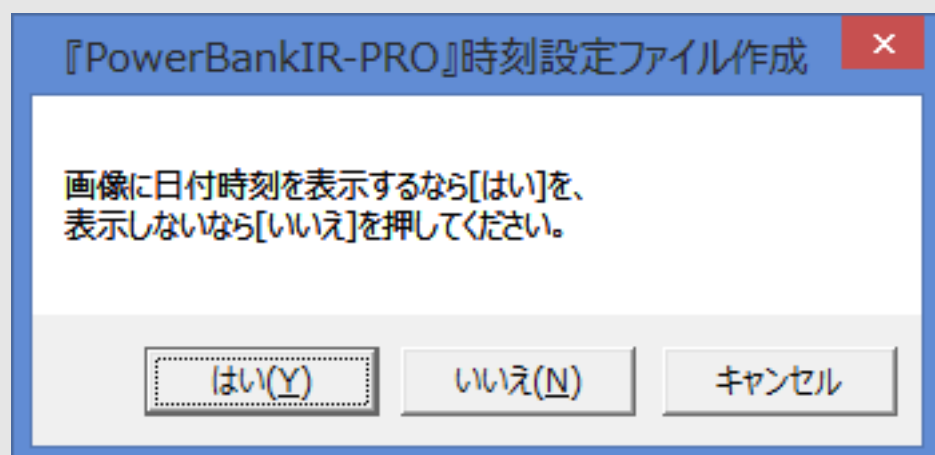 『PowerBankIR-PRO』時刻設定ファイル作成
画像に日付時刻を表示するなら[はい]を、
表示しないなら[いいえ]を押してください。
はい(Y) いいえ(N) キャンセル